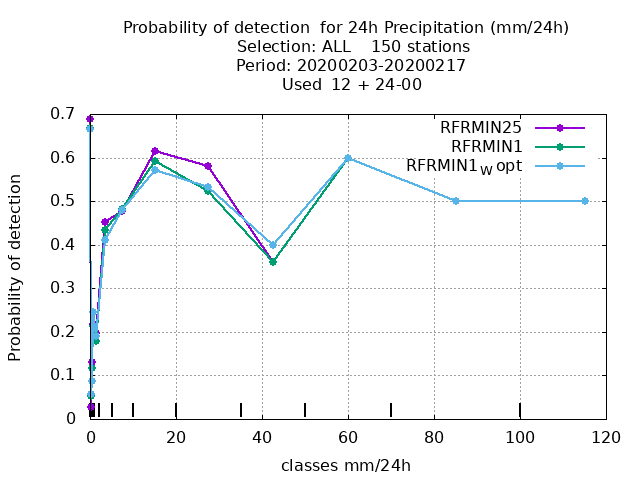 Probability of detection  for 24h Precipitation (mm/24h)
Selection: ALL    150 stations
Period: 20200203-20200217
Used  12 + 24-00
RFRMIN25
RFRMIN1
RFRMIN1w opt
Probability of detection
0.7
0.6
0.5
0.4
0.3
0.2
0.1
0
0 20 40 60 80 100 120
classes mm/24h